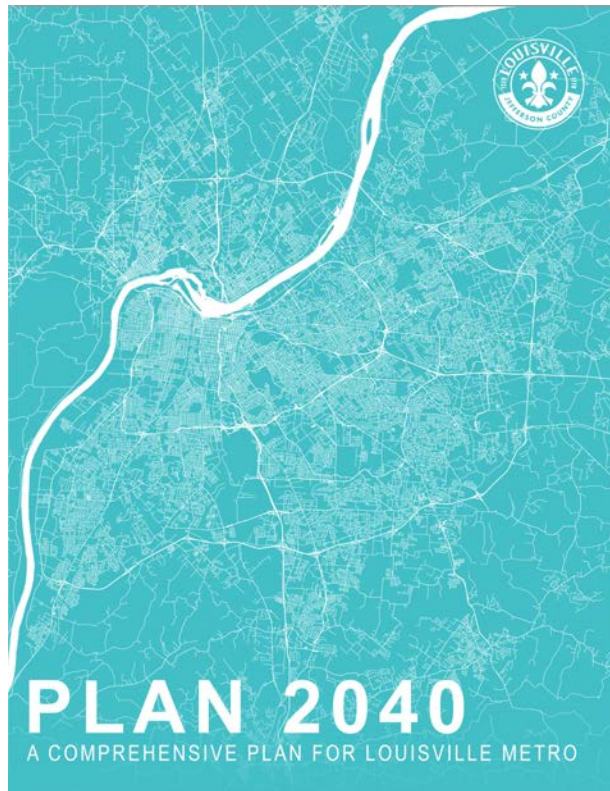 LOUISVILLE
JEFFERSON COUNTY
PLAN 2040
A COMPREHENSIVE PLAN FOR LOUISVILLE METRO